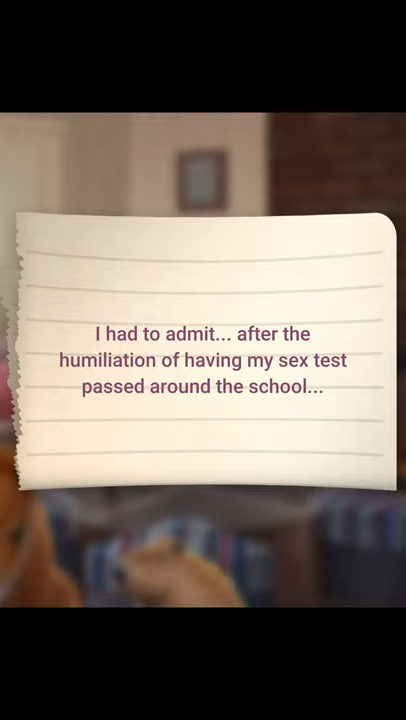 I had to admit... after the
humiliation of having my sex test
passed around the school...